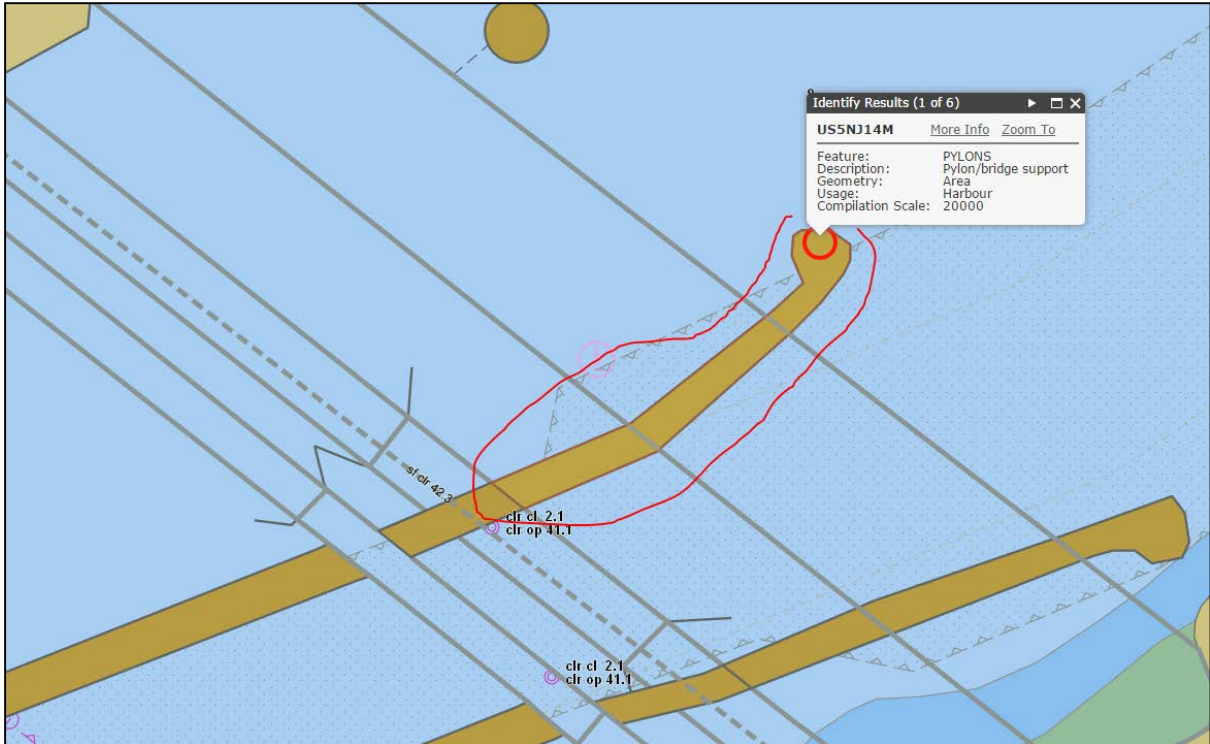 Identify Results (1 of 6)
US5NJ14M More Info Zoom To
Feature: PYLONS
Description: Pylon/bridge support
Geometry: Area
Usage: Harbour
Compilation Scale: 20000
sf clr 42.3
clr cl 2.1
clr op 41.1
clr cl 2.1
clr op 41.1